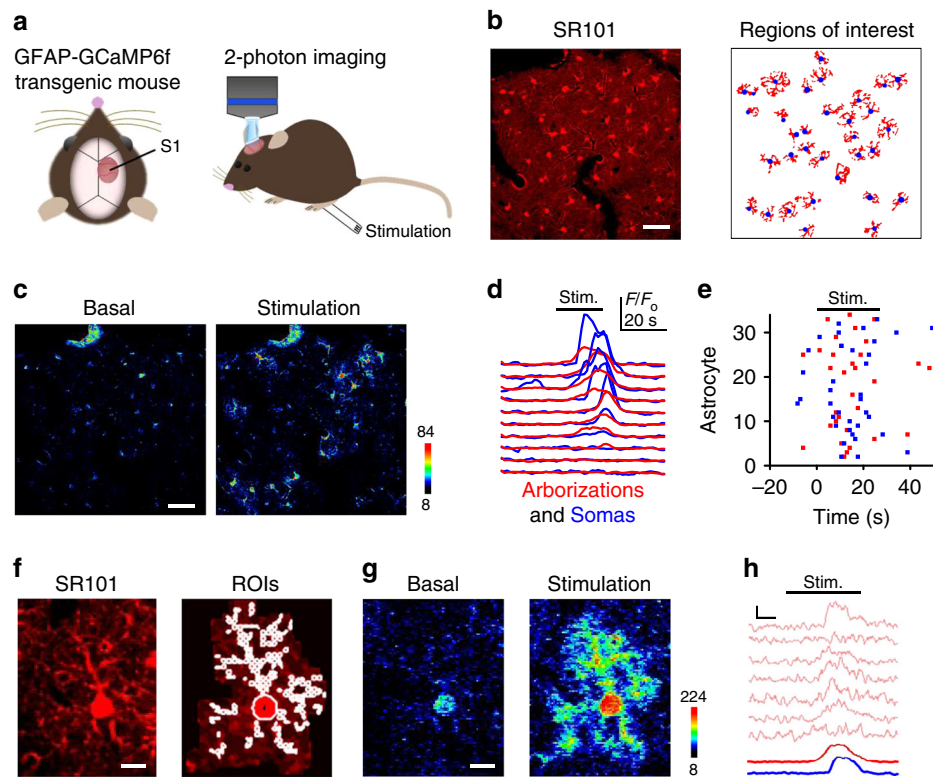 a
GFAP-GCaMP6f
transgenic mouse
2-photon imaging
S1
Stimulation
b
SR101
Regions of interest
c
Basal
Stimulation
84
8
d
Stim.
F/Fo
20 s
Arborizations
and Somas
e
Stim.
30
20
10
0
Astrocyte
–20
0
20
40
Time (s)
f
SR101
ROIs
g
Basal
Stimulation
224
8
h
Stim.